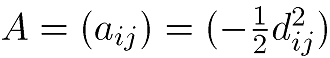 A = (a_{ij}) = (-\frac{1}{2}d_{ij}^2)